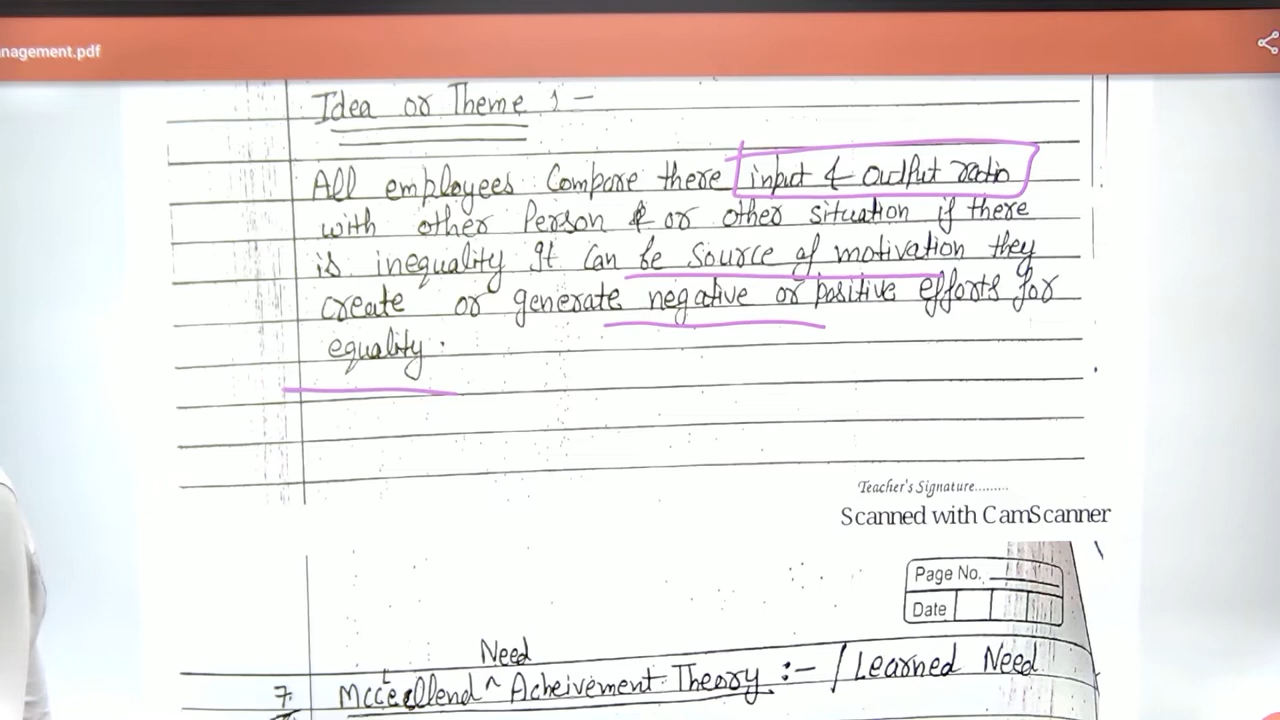 nagement.pdf
Idea or Theme :-
All employees Compare there input & output ratio
with other Person & or other situation if there
is inequality It Can be source of motivation they
create or generate negative or positive efforts for
equality.
Teacher's Signature.........
Scanned with CamScanner
Page No.
Date
Need
7. Mcclellend ^ Acheivement Theory :- / Learned Need